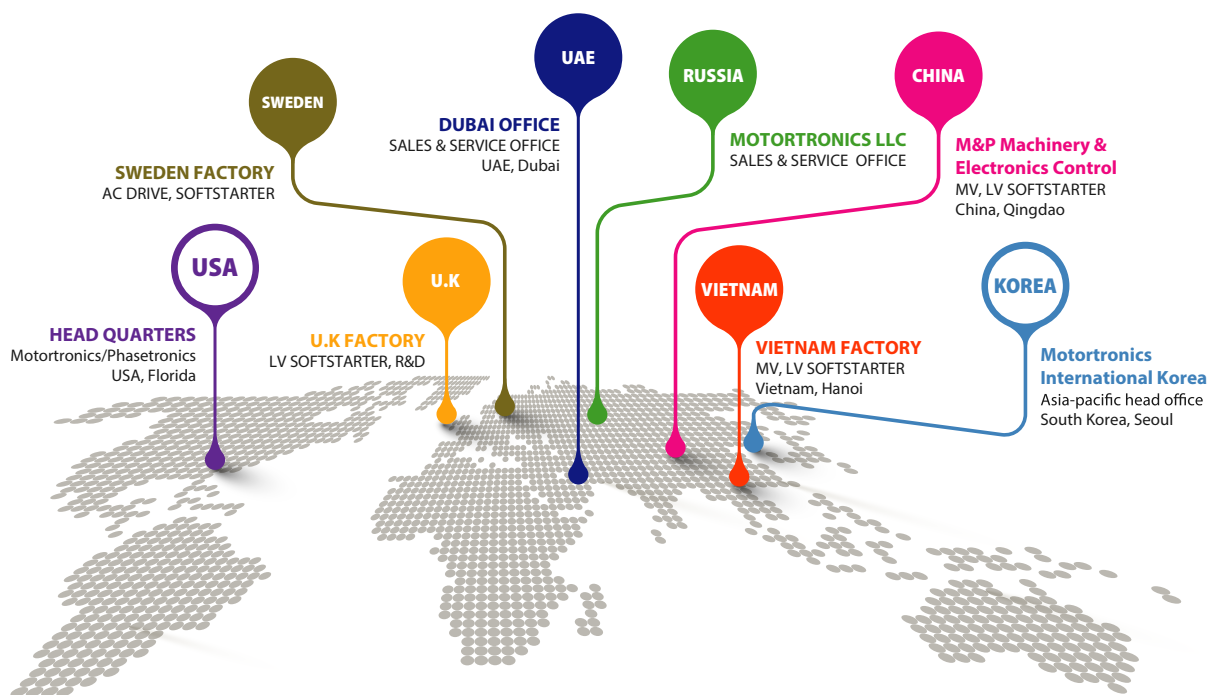 SWEDEN
SWEDEN FACTORY
AC DRIVE, SOFTSTARTER
UAE
DUBAI OFFICE
SALES & SERVICE OFFICE
UAE, Dubai
RUSSIA
MOTORTRONICS LLC
SALES & SERVICE OFFICE
CHINA
M&P Machinery &
Electronics Control
MV, LV SOFTSTARTER
China, Qingdao
USA
HEAD QUARTERS
Motortronics/Phasetronics
USA, Florida
U.K
U.K FACTORY
LV SOFTSTARTER, R&D
VIETNAM
VIETNAM FACTORY
MV, LV SOFTSTARTER
Vietnam, Hanoi
KOREA
Motortronics
International Korea
Asia-pacific head office
South Korea, Seoul